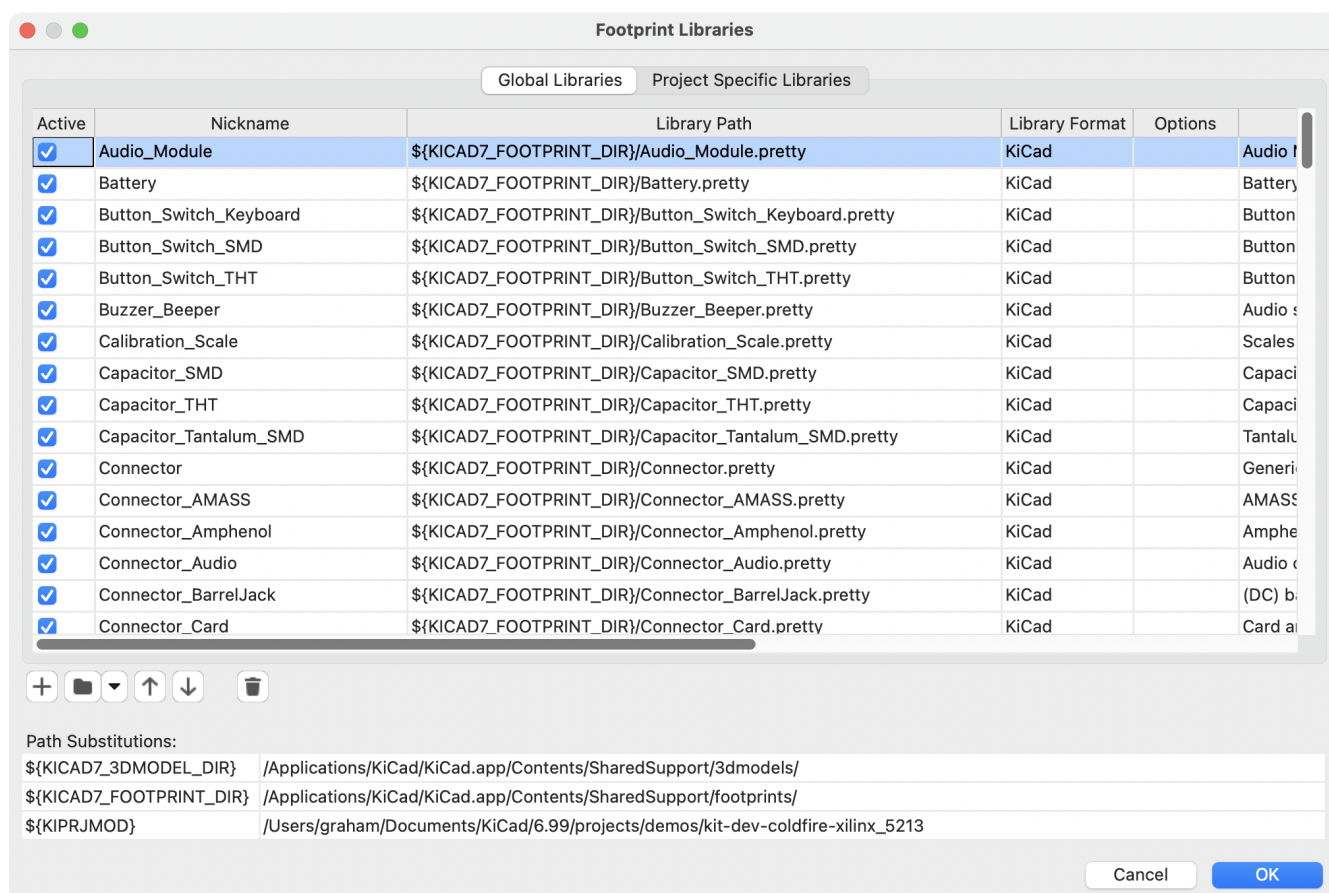 Footprint Libraries
Global Libraries Project Specific Libraries
Active Nickname Library Path Library Format Options
Audio_Module ${KICAD7_FOOTPRINT_DIR}/Audio_Module.pretty KiCad Audio
Battery ${KICAD7_FOOTPRINT_DIR}/Battery.pretty KiCad Battery
Button_Switch_Keyboard ${KICAD7_FOOTPRINT_DIR}/Button_Switch_Keyboard.pretty KiCad Button
Button_Switch_SMD ${KICAD7_FOOTPRINT_DIR}/Button_Switch_SMD.pretty KiCad Button
Button_Switch_THT ${KICAD7_FOOTPRINT_DIR}/Button_Switch_THT.pretty KiCad Button
Buzzer_Beeper ${KICAD7_FOOTPRINT_DIR}/Buzzer_Beeper.pretty KiCad Audio s
Calibration_Scale ${KICAD7_FOOTPRINT_DIR}/Calibration_Scale.pretty KiCad Scales
Capacitor_SMD ${KICAD7_FOOTPRINT_DIR}/Capacitor_SMD.pretty KiCad Capaci
Capacitor_THT ${KICAD7_FOOTPRINT_DIR}/Capacitor_THT.pretty KiCad Capaci
Capacitor_Tantalum_SMD ${KICAD7_FOOTPRINT_DIR}/Capacitor_Tantalum_SMD.pretty KiCad Tantalu
Connector ${KICAD7_FOOTPRINT_DIR}/Connector.pretty KiCad Generi
Connector_AMASS ${KICAD7_FOOTPRINT_DIR}/Connector_AMASS.pretty KiCad AMASS
Connector_Amphenol ${KICAD7_FOOTPRINT_DIR}/Connector_Amphenol.pretty KiCad Amphe
Connector_Audio ${KICAD7_FOOTPRINT_DIR}/Connector_Audio.pretty KiCad Audio
Connector_BarrelJack ${KICAD7_FOOTPRINT_DIR}/Connector_BarrelJack.pretty KiCad (DC) b
Connector_Card ${KICAD7_FOOTPRINT_DIR}/Connector_Card.pretty KiCad Card a
Path Substitutions:
${KICAD7_3DMODEL_DIR} /Applications/KiCad/KiCad.app/Contents/SharedSupport/3dmodels/
${KICAD7_FOOTPRINT_DIR} /Applications/KiCad/KiCad.app/Contents/SharedSupport/footprints/
${KIPRJMOD} /Users/graham/Documents/KiCad/6.99/projects/demos/kit-dev-coldfire-xilinx_5213
Cancel OK